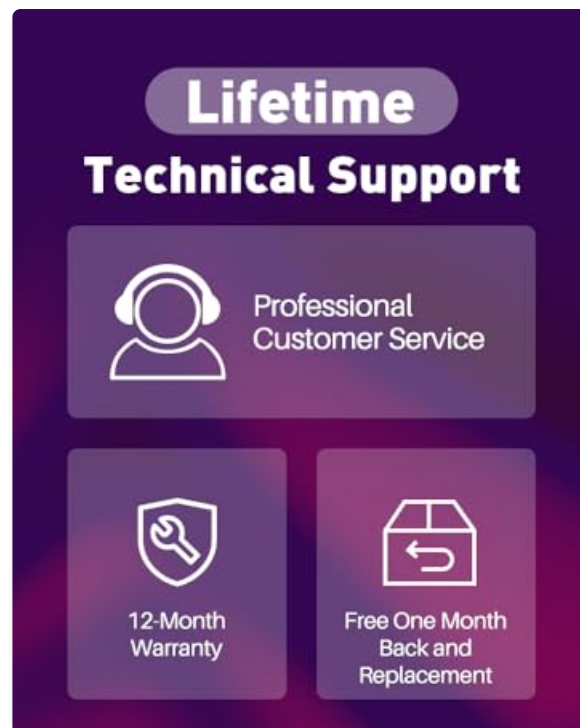 Lifetime
Technical Support
Professional
Customer Service
12-Month
Warranty
Free One Month
Back and
Replacement